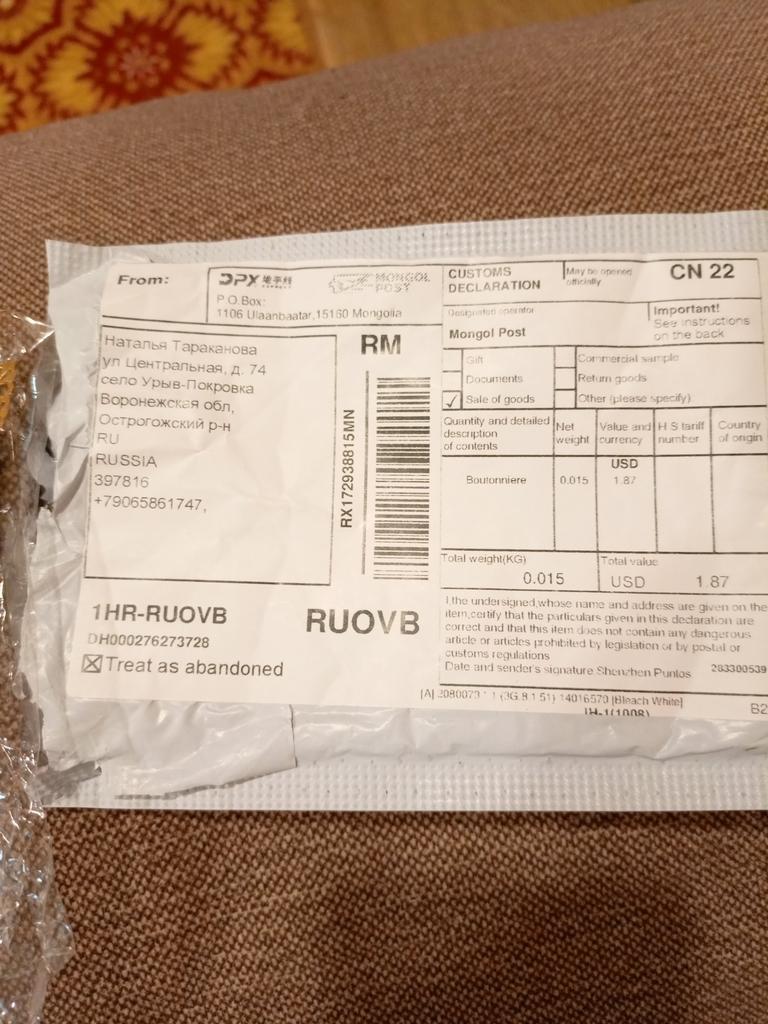 From:
DPX
MONGOL POST
P.O.Box:
1106 Ulaanbaatar,15160 Mongolia
Наталья Тараканова
ул Центральная, д. 74
село Урыв-Покровка
Воронежская обл,
Острогожский р-н
RU
RUSSIA
397816
+79065861747,
RM
RX172938815MN
1HR-RUOVB
DH000276273728
RUOVB
Treat as abandoned
CUSTOMS DECLARATION
May be opened officially
CN 22
Designated operator
Mongol Post
Important!
See instructions
on the back
Gift
Commercial sample
Documents
Return goods
✓ Sale of goods
Other (please specify)
Quantity and detailed description of contents
Net weight
Value and currency
H S tariff number
Country of origin
USD
Boutonniere 0.015 1.87
Total weight(KG)
0.015
Total value
USD 1.87
I,the undersigned,whose name and address are given on the
item,certify that the particulars given in this declaration are
correct and that this item does not contain any dangerous
article or articles prohibited by legislation or by postal or
customs regulations
Date and sender's signature Shenzhen Puntos 283300539
14016570 [Bleach White]
IH-1(1008)
B2